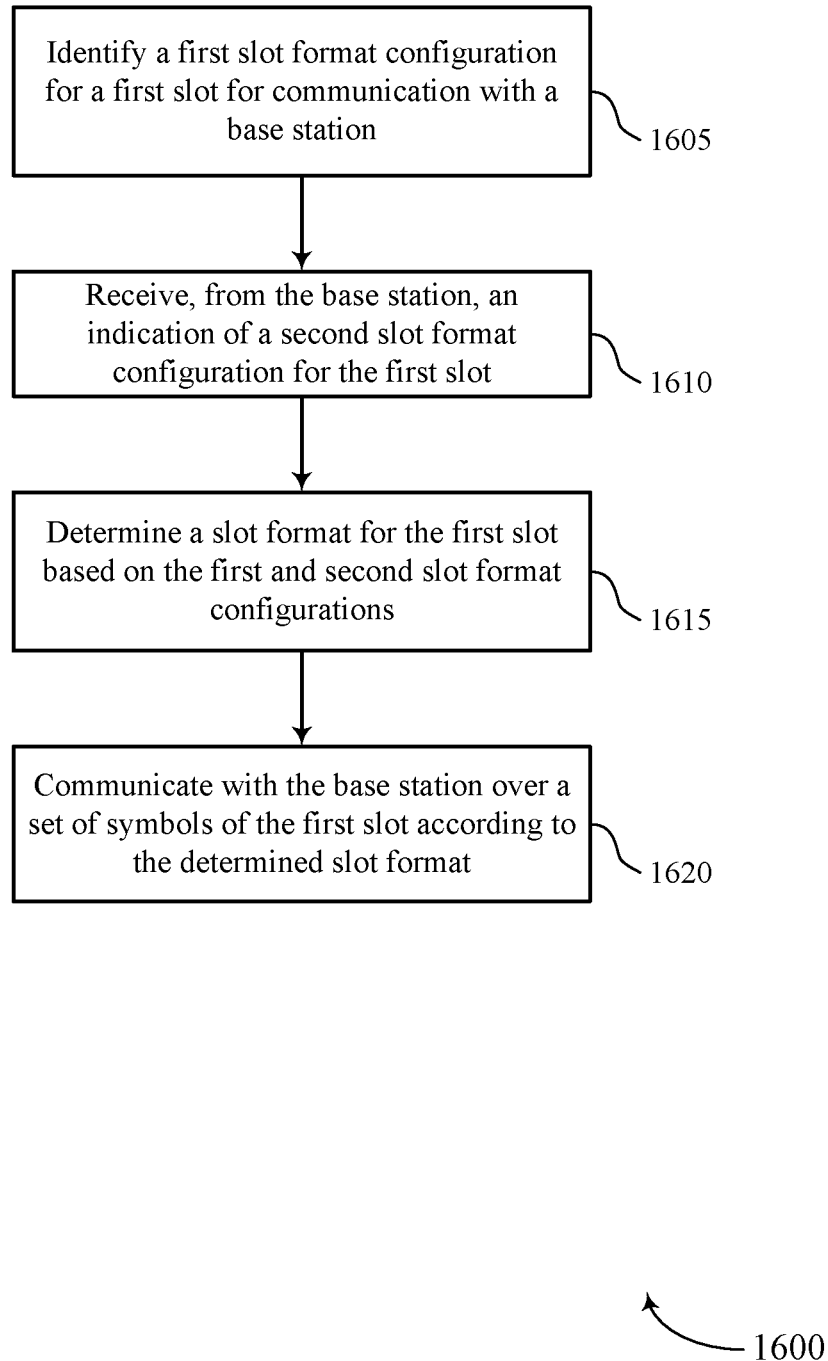 Identify a first slot format configuration
for a first slot for communication with a
base station
1605
Receive, from the base station, an
indication of a second slot format
configuration for the first slot
1610
Determine a slot format for the first slot
based on the first and second slot format
configurations
1615
Communicate with the base station over a
set of symbols of the first slot according to
the determined slot format
1620
1600